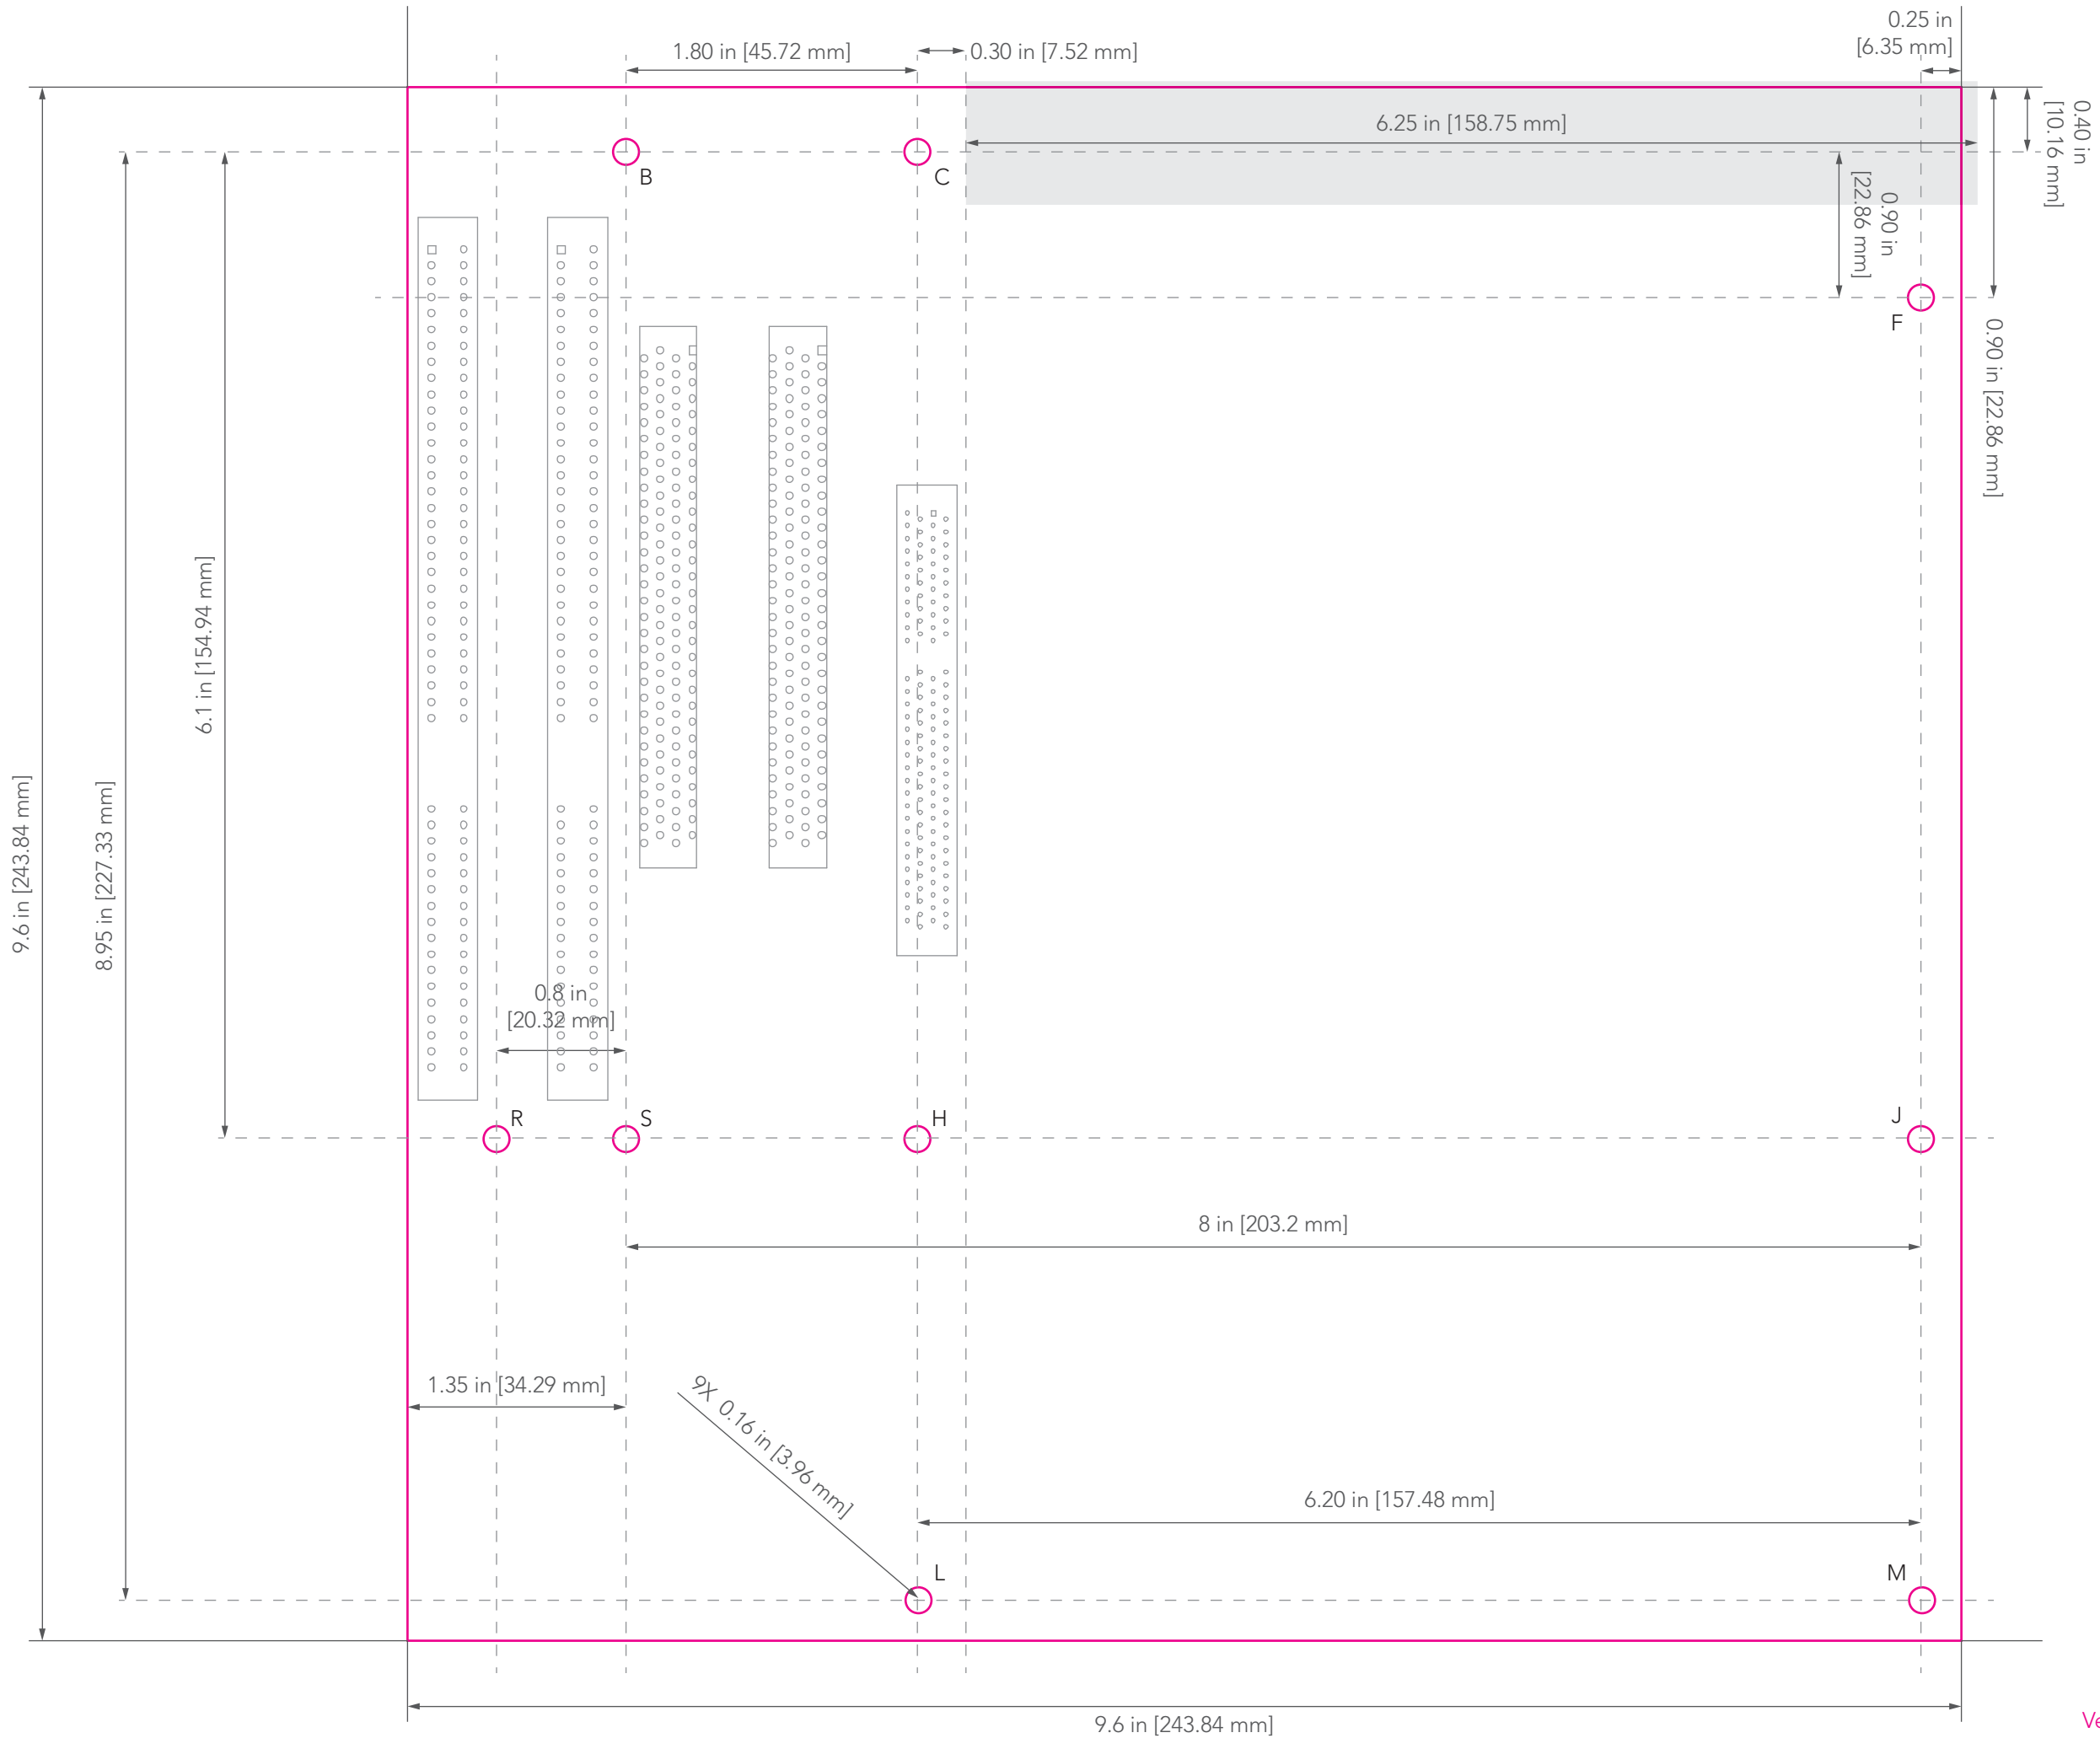 0.25 in
[6.35 mm]
1.80 in [45.72 mm]
0.30 in [7.52 mm]
6.25 in [158.75 mm]
0.40 in
[10.16 mm]
B
C
0.90 in
[22.86 mm]
F
0.90 in [22.86 mm]
6.1 in [154.94 mm]
9.6 in [243.84 mm]
8.95 in [227.33 mm]
0.8 in
[20.32 mm]
R
S
H
J
8 in [203.2 mm]
1.35 in [34.29 mm]
9X 0.16 in [3.96 mm]
6.20 in [157.48 mm]
L
M
9.6 in [243.84 mm]
Ve